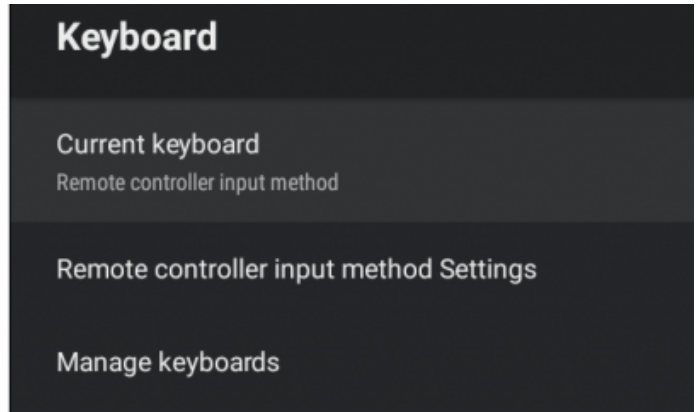 Keyboard
Current keyboard
Remote controller input method
Remote controller input method Settings
Manage keyboards